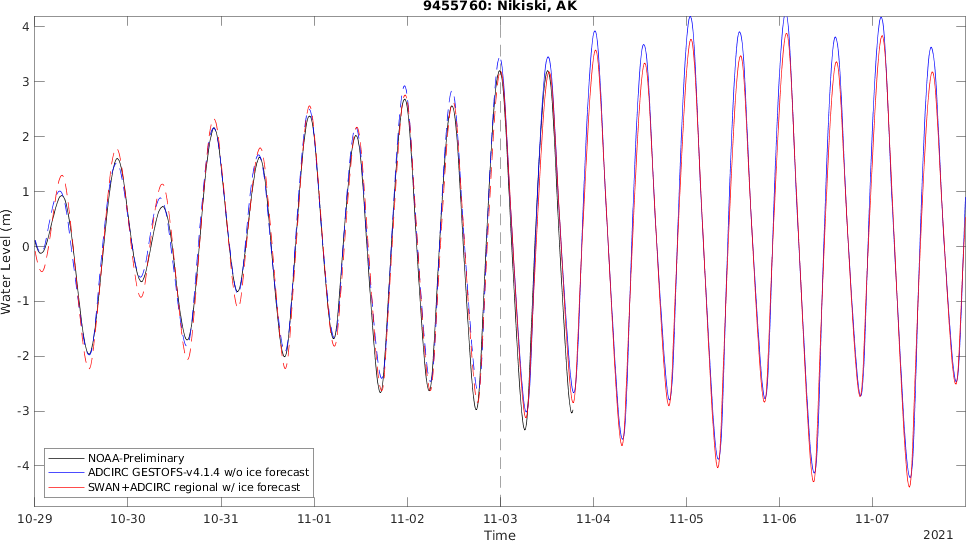 9455760: Nikiski, AK
Water Level (m)
4
3
2
1
0
-1
-2
-3
-4
NOAA-Preliminary
ADCIRC GESTOFS-v4.1.4 w/o ice forecast
SWAN+ADCIRC regional w/ ice forecast
10-29 10-30 10-31 11-01 11-02 11-03 11-04 11-05 11-06 11-07
Time
2021